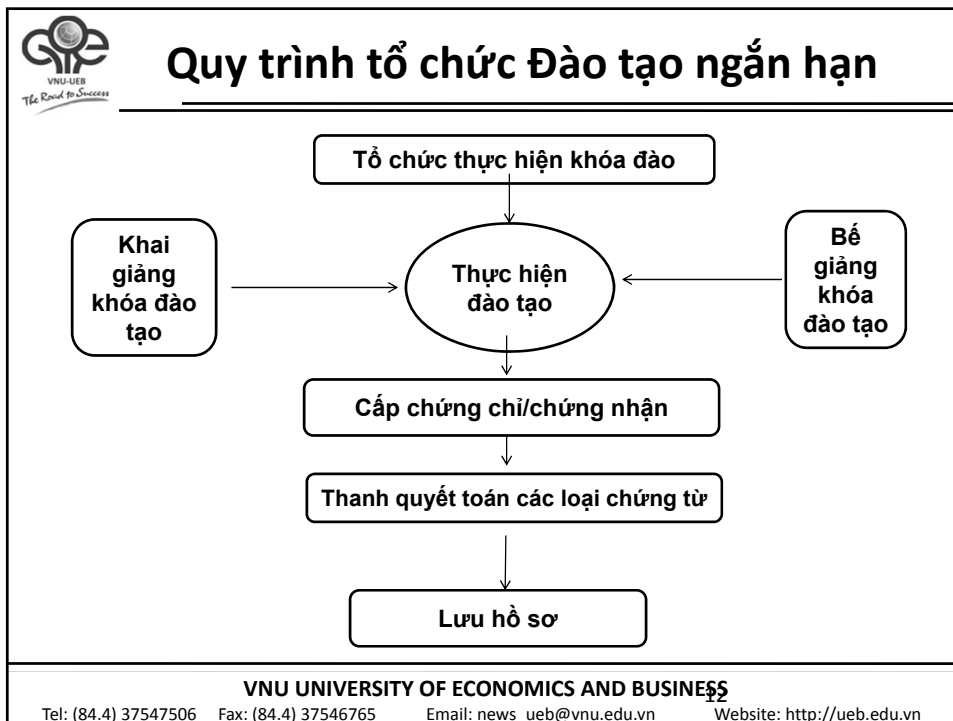 VNU-UEB
The Road to Success
Quy trình tổ chức Đào tạo ngắn hạn
Tổ chức thực hiện khóa đào
Khai
giảng
khóa đào
tạo
Thực hiện
đào tạo
Bế
giảng
khóa
đào tạo
Cấp chứng chỉ/chứng nhận
Thanh quyết toán các loại chứng từ
Lưu hồ sơ
VNU UNIVERSITY OF ECONOMICS AND BUSINESS
12
Tel: (84.4) 37547506 Fax: (84.4) 37546765 Email: news_ueb@vnu.edu.vn Website: http://ueb.edu.vn